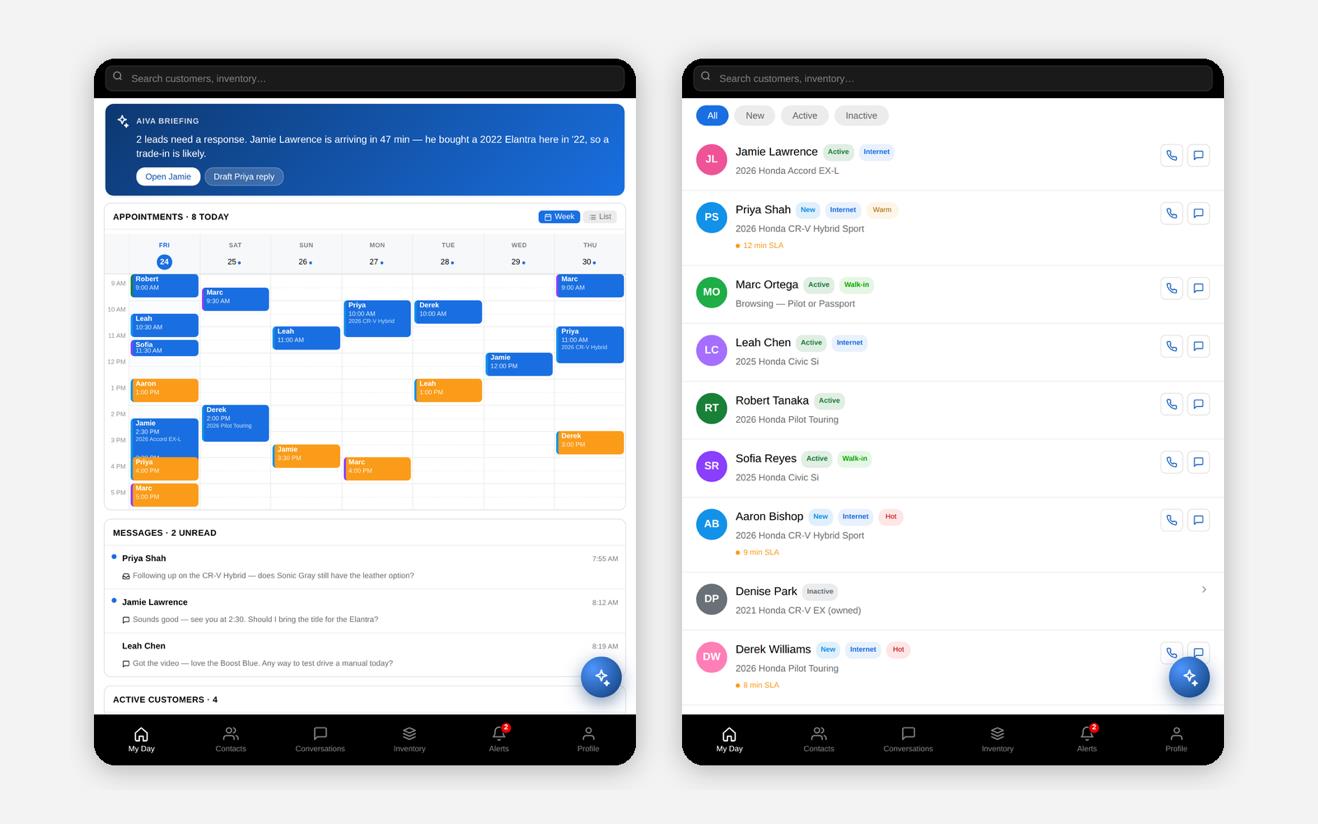 Search customers, inventory…
AIVA BRIEFING
2 leads need a response. Jamie Lawrence is arriving in 47 min — he bought a 2022 Elantra here in '22, so a
trade-in is likely.
Open Jamie
Draft Priya reply
APPOINTMENTS · 8 TODAY
Week
List
FRI SAT SUN MON TUE WED THU
24 25 26 27 28 29 30
9 AM
10 AM
11 AM
12 PM
1 PM
2 PM
3 PM
4 PM
5 PM
Robert
9:00 AM
Leah
10:30 AM
Sofia
11:30 AM
Aaron
1:00 PM
Jamie
2:30 PM
2026 Accord EX-L
Priya
4:00 PM
Marc
5:00 PM
Marc
9:30 AM
Derek
2:00 PM
2026 Pilot Touring
Leah
11:00 AM
Jamie
3:30 PM
Priya
10:00 AM
2026 CR-V Hybrid
Marc
4:00 PM
Derek
10:00 AM
Leah
1:00 PM
Jamie
12:00 PM
Marc
9:00 AM
Priya
11:00 AM
2026 CR-V Hybrid
Derek
3:00 PM
MESSAGES · 2 UNREAD
Priya Shah 7:55 AM
Following up on the CR-V Hybrid — does Sonic Gray still have the leather option?
Jamie Lawrence 8:12 AM
Sounds good — see you at 2:30. Should I bring the title for the Elantra?
Leah Chen 8:19 AM
Got the video — love the Boost Blue. Any way to test drive a manual today?
ACTIVE CUSTOMERS · 4
2
My Day Contacts Conversations Inventory Alerts Profile
Search customers, inventory…
All New Active Inactive
JL Jamie Lawrence Active Internet
2026 Honda Accord EX-L
PS Priya Shah New Internet Warm
2026 Honda CR-V Hybrid Sport
12 min SLA
MO Marc Ortega Active Walk-in
Browsing — Pilot or Passport
LC Leah Chen Active Internet
2025 Honda Civic Si
RT Robert Tanaka Active
2026 Honda Pilot Touring
SR Sofia Reyes Active Walk-in
2025 Honda Civic Si
AB Aaron Bishop New Internet Hot
2026 Honda CR-V Hybrid Sport
9 min SLA
DP Denise Park Inactive
2021 Honda CR-V EX (owned)
DW Derek Williams New Internet Hot
2026 Honda Pilot Touring
8 min SLA
2
My Day Contacts Conversations Inventory Alerts Profile